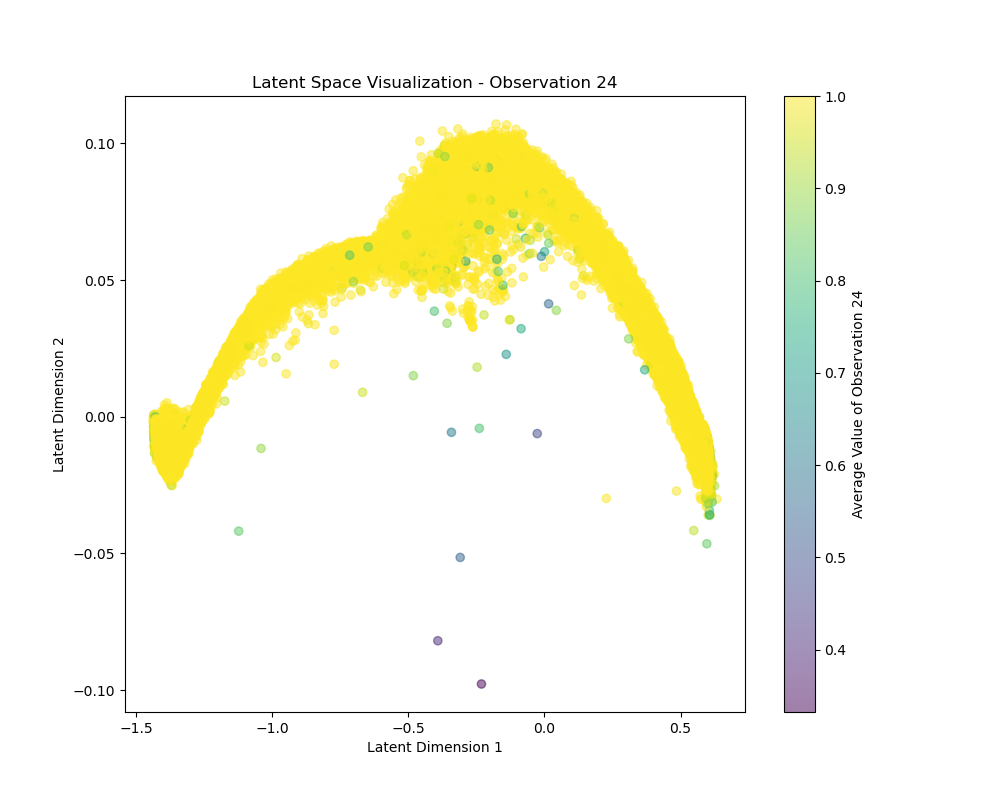 Latent Space Visualization - Observation 24
Latent Dimension 2
0.10
0.05
0.00
−0.05
−0.10
−1.5 −1.0 −0.5 0.0 0.5
Latent Dimension 1
1.0
0.9
0.8
0.7
0.6
0.5
0.4
Average Value of Observation 24